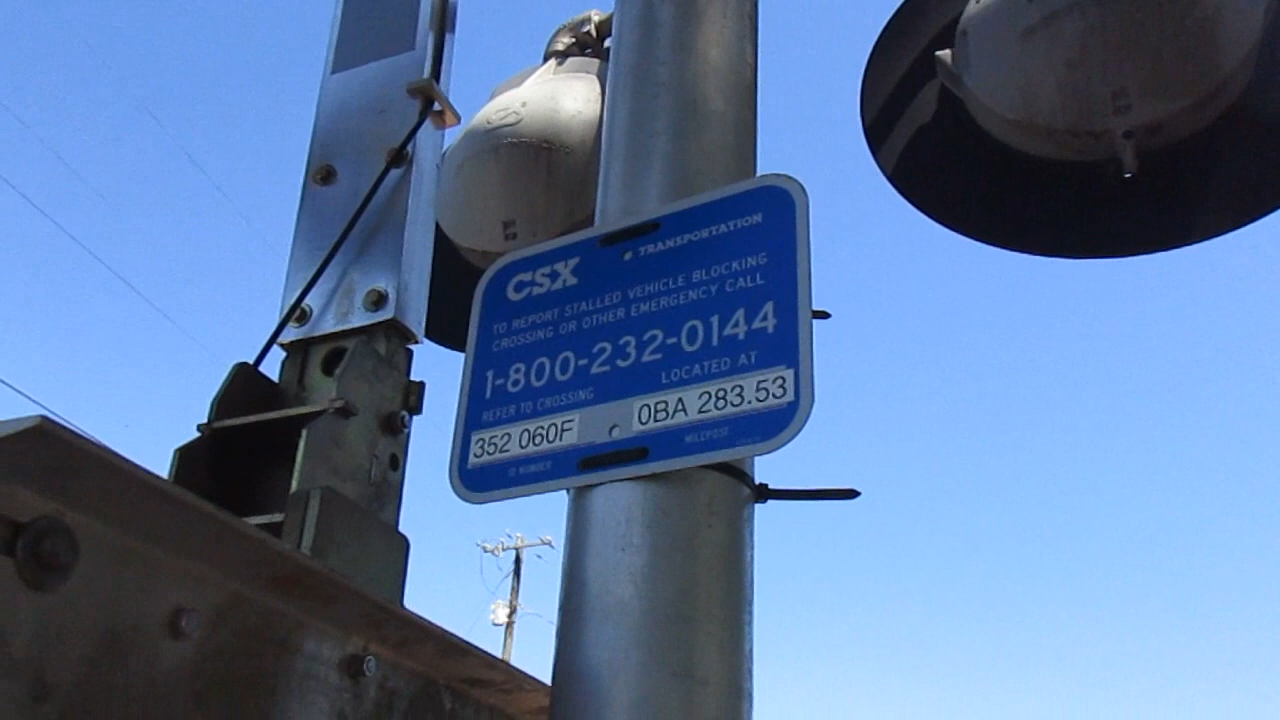 CSX TRANSPORTATION
TO REPORT STALLED VEHICLE BLOCKING
CROSSING OR OTHER EMERGENCY CALL
1-800-232-0144
REFER TO CROSSING LOCATED AT
352 060F 0BA 283.53
ID NUMBER MILEPOST